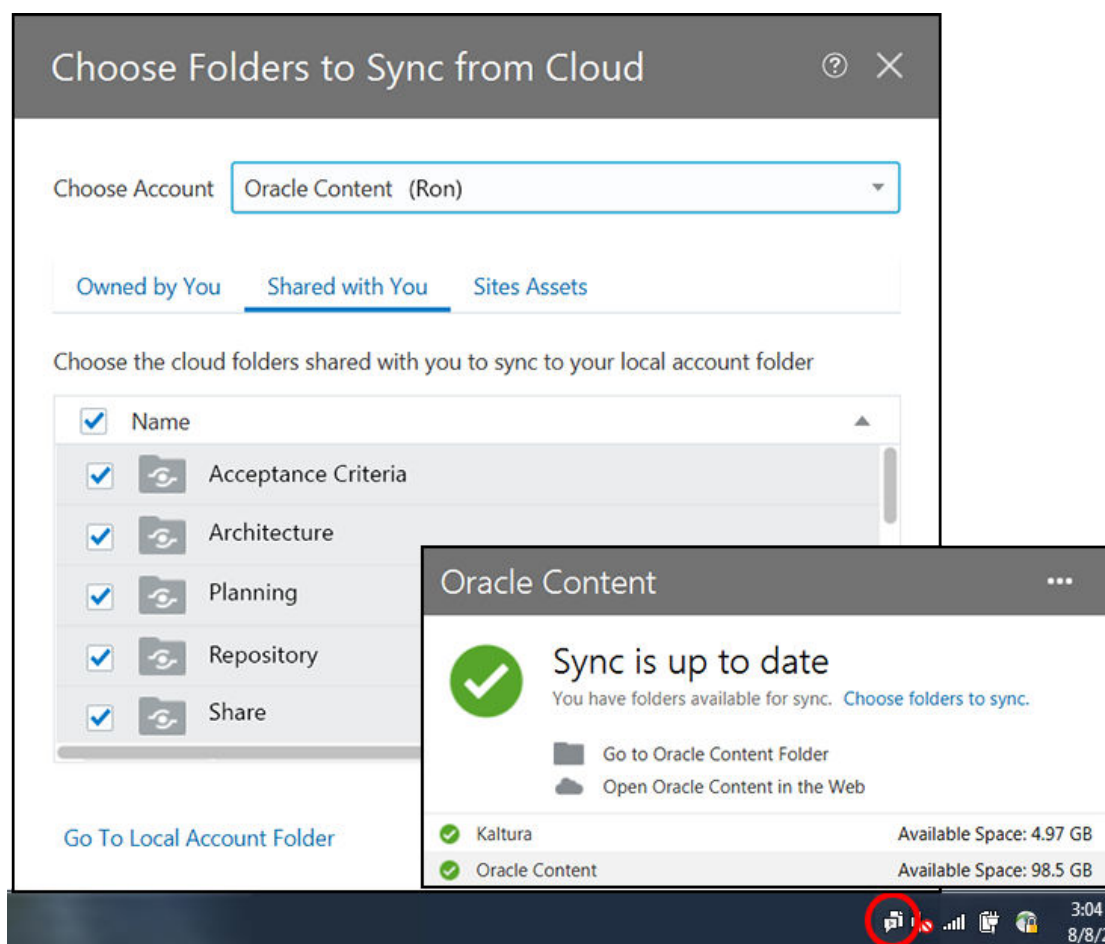 Choose Folders to Sync from Cloud
Choose Account Oracle Content (Ron)
Owned by You Shared with You Sites Assets
Choose the cloud folders shared with you to sync to your local account folder
Name
Acceptance Criteria
Architecture
Planning
Repository
Share
Go To Local Account Folder
Oracle Content
Sync is up to date
You have folders available for sync. Choose folders to sync.
Go to Oracle Content Folder
Open Oracle Content in the Web
Kaltura Available Space: 4.97 GB
Oracle Content Available Space: 98.5 GB
3:04
8/8/2